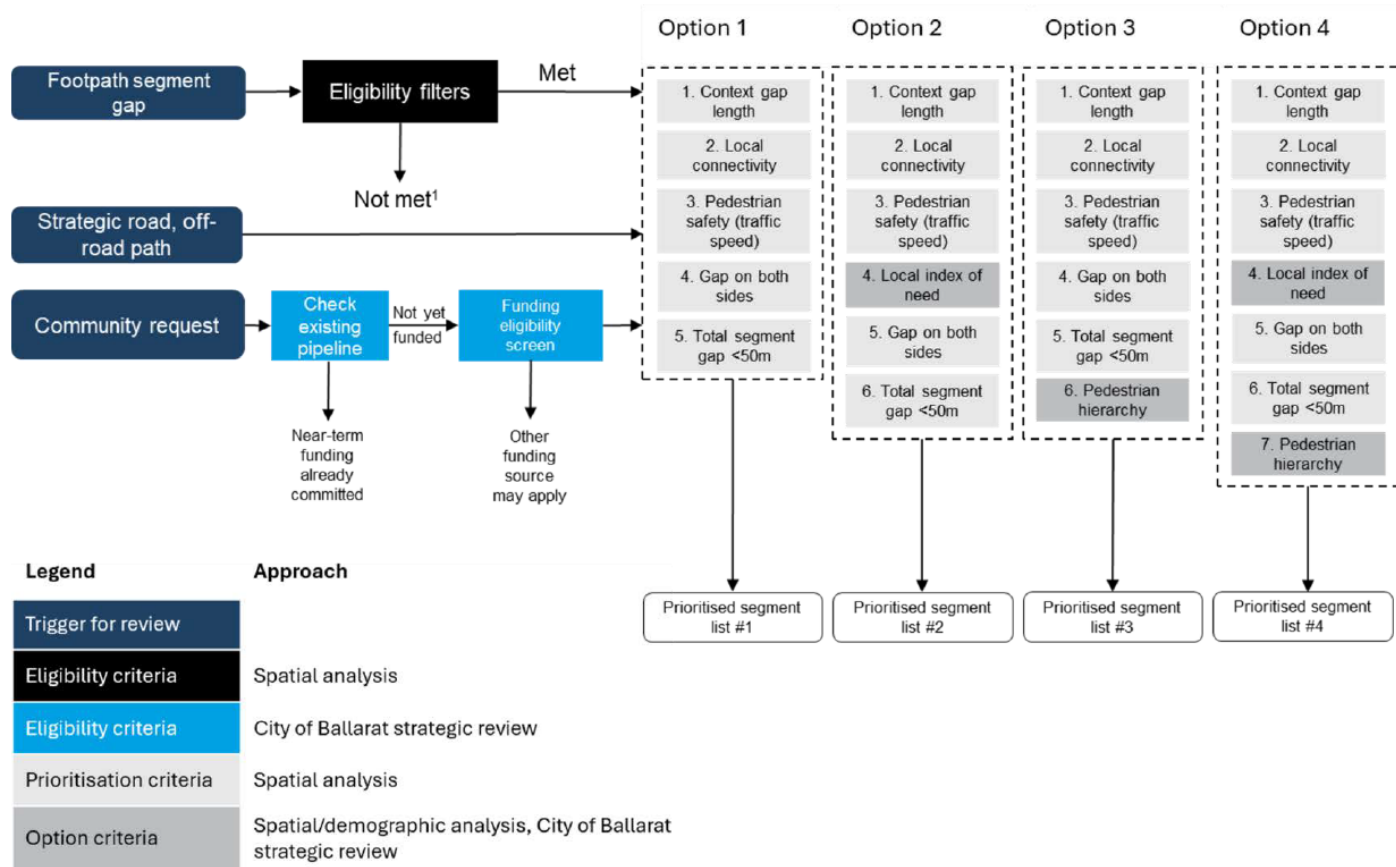 Option 1
Option 2
Option 3
Option 4
Footpath segment
gap
Eligibility filters
Met
Not met¹
Strategic road, off-
road path
Community request
Check
existing
pipeline
Not yet
funded
Funding
eligibility
screen
Near-term
funding
already
committed
Other
funding
source
may apply
1. Context gap
length
2. Local
connectivity
3. Pedestrian
safety (traffic
speed)
4. Gap on both
sides
5. Total segment
gap <50m
1. Context gap
length
2. Local
connectivity
3. Pedestrian
safety (traffic
speed)
4. Local index of
need
5. Gap on both
sides
6. Total segment
gap <50m
1. Context gap
length
2. Local
connectivity
3. Pedestrian
safety (traffic
speed)
4. Gap on both
sides
5. Total segment
gap <50m
6. Pedestrian
hierarchy
1. Context gap
length
2. Local
connectivity
3. Pedestrian
safety (traffic
speed)
4. Local index of
need
5. Gap on both
sides
6. Total segment
gap <50m
7. Pedestrian
hierarchy
Prioritised segment
list #1
Prioritised segment
list #2
Prioritised segment
list #3
Prioritised segment
list #4
Legend
Approach
Trigger for review
Eligibility criteria
Spatial analysis
Eligibility criteria
City of Ballarat strategic review
Prioritisation criteria
Spatial analysis
Option criteria
Spatial/demographic analysis, City of Ballarat
strategic review